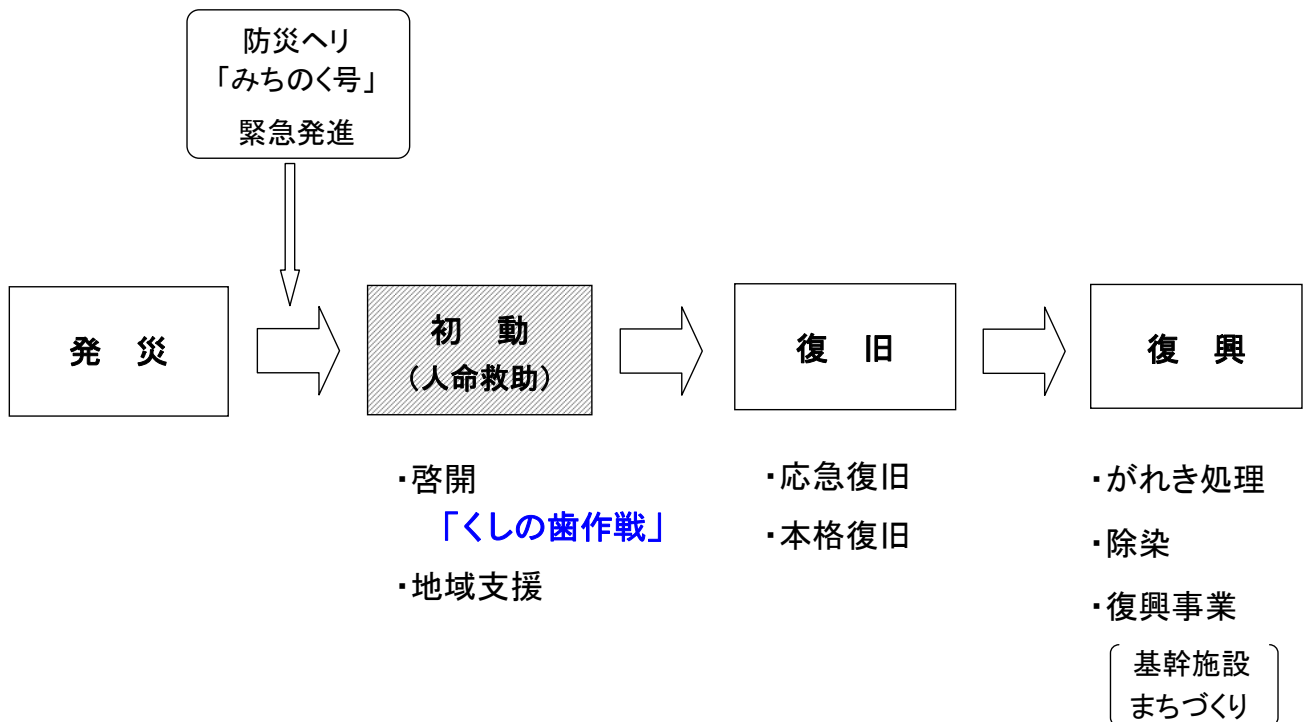 防災ヘリ
「みちのく号」
緊急発進
発 災
初 動
（人命救助）
復 旧
復 興
・啓開
「くしの歯作戦」
・地域支援
・応急復旧
・本格復旧
・がれき処理
・除染
・復興事業
基幹施設
まちづくり